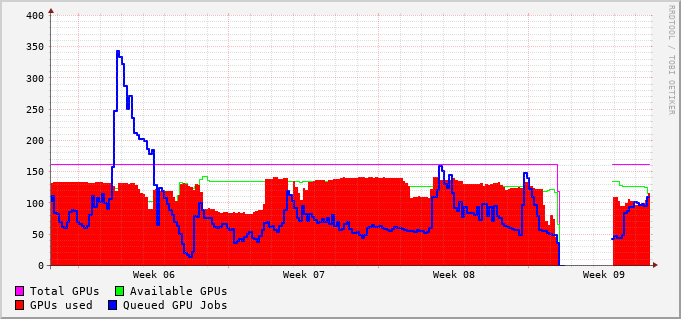 400
350
300
250
200
150
100
50
0
Week 06 Week 07 Week 08 Week 09
Total GPUs Available GPUs
GPUs used Queued GPU Jobs
RRDTOOL / TOBI OETIKER